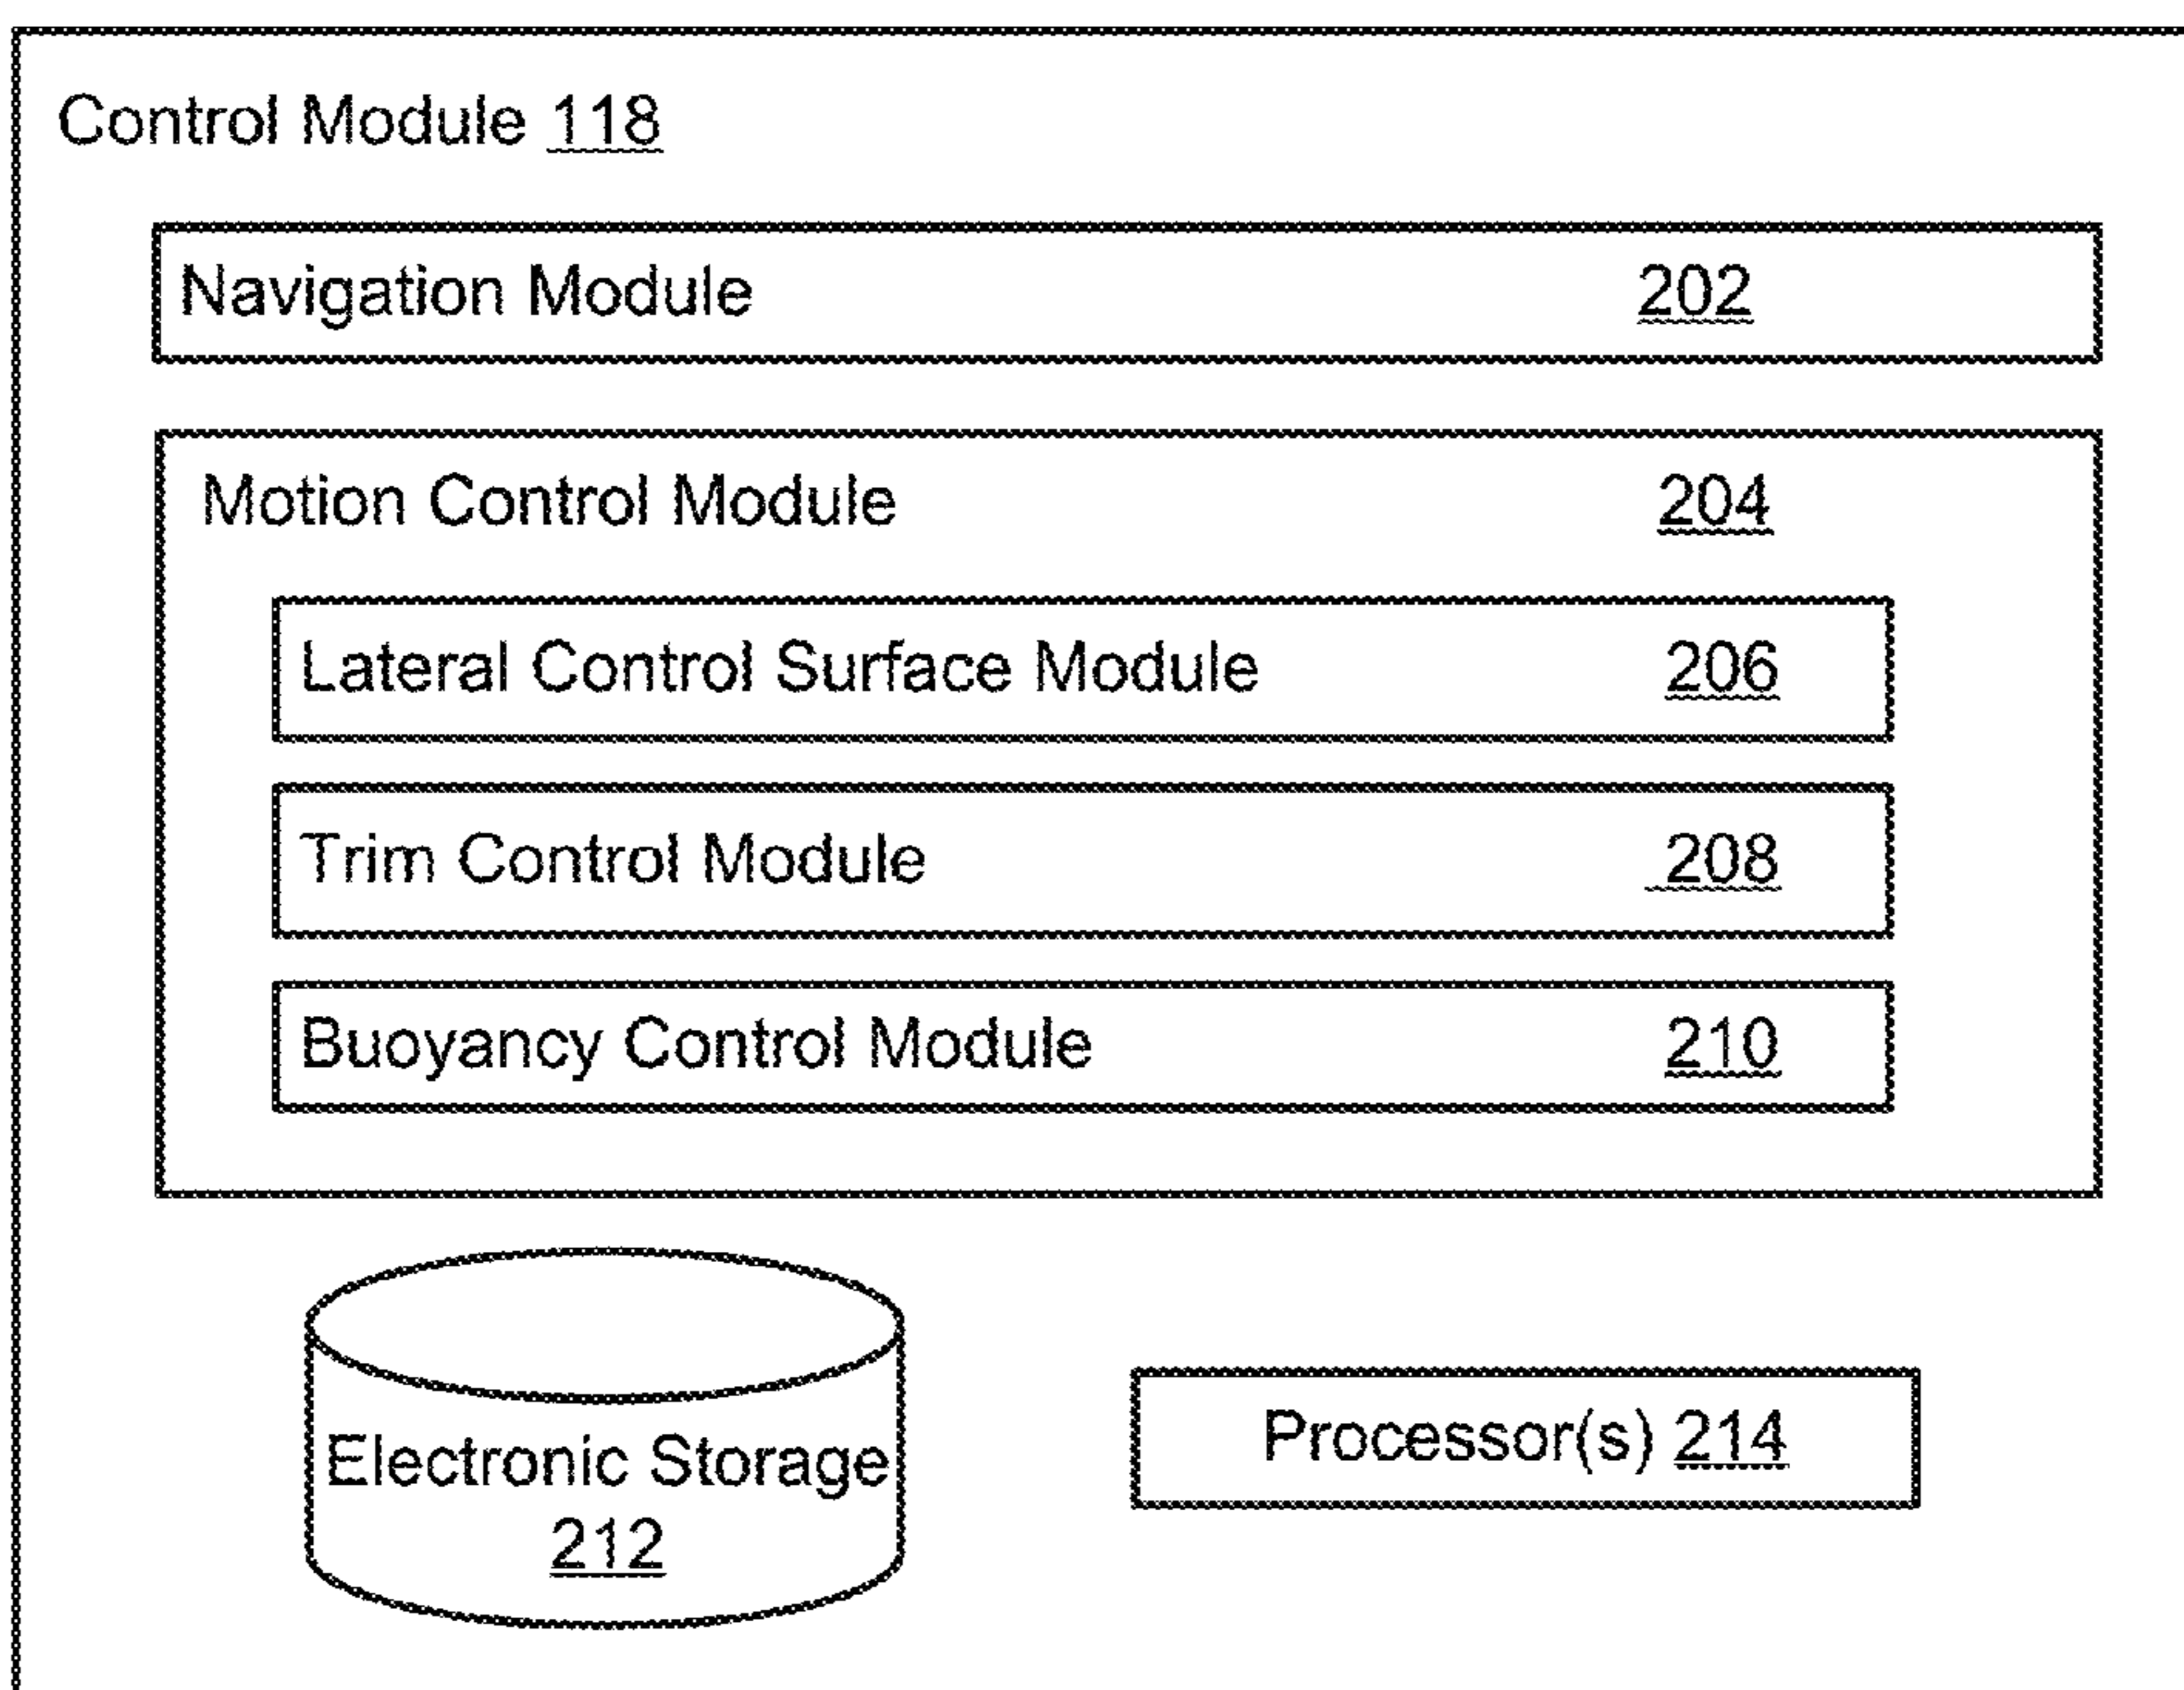 Control Module 118
Navigation Module 202
Motion Control Module 204
Lateral Control Surface Module 206
Trim Control Module 208
Buoyancy Control Module 210
Electronic Storage
212
Processor(s) 214